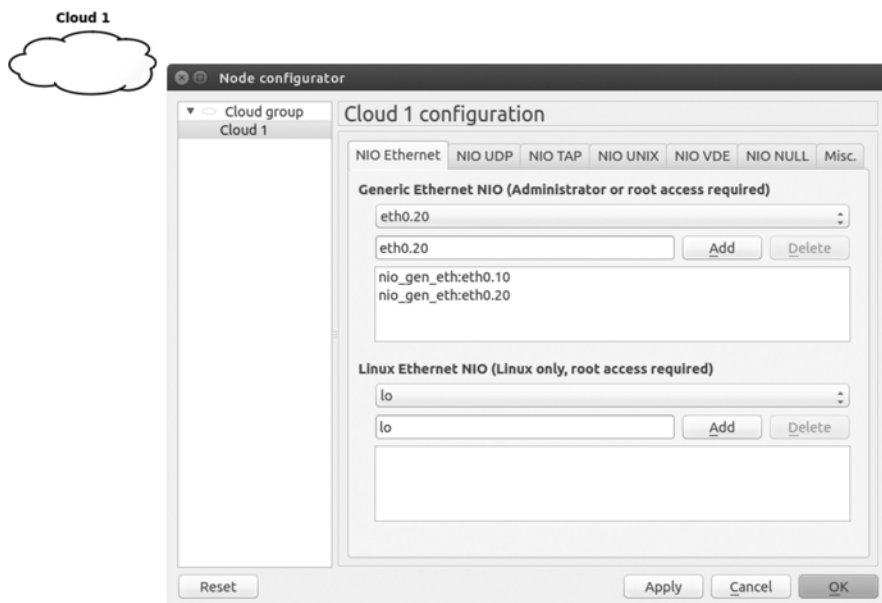 Cloud 1
Node configurator
Cloud group
Cloud 1
Cloud 1 configuration
NIO Ethernet NIO UDP NIO TAP NIO UNIX NIO VDE NIO NULL Misc.
Generic Ethernet NIO (Administrator or root access required)
eth0.20
eth0.20 Add Delete
nio_gen_eth:eth0.10
nio_gen_eth:eth0.20
Linux Ethernet NIO (Linux only, root access required)
lo
lo Add Delete
Reset Apply Cancel OK